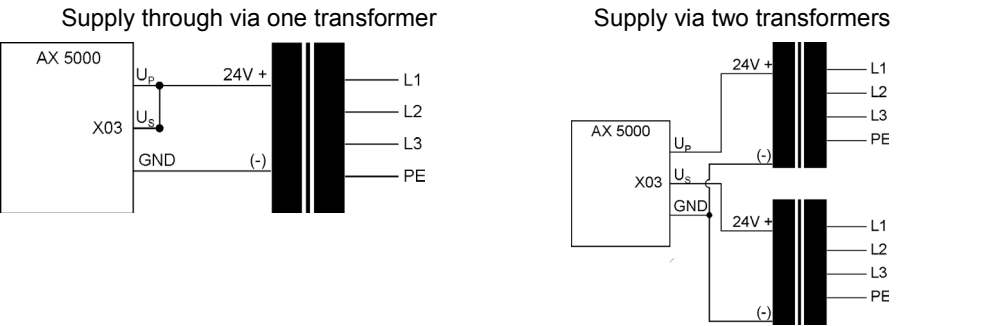 Supply through via one transformer
AX 5000
UP
24V +
L1
L2
US
X03
L3
GND
(-)
PE
Supply via two transformers
24V +
L1
L2
L3
AX 5000
UP
PE
(-)
US
X03
GND
24V +
L1
L2
L3
PE
(-)